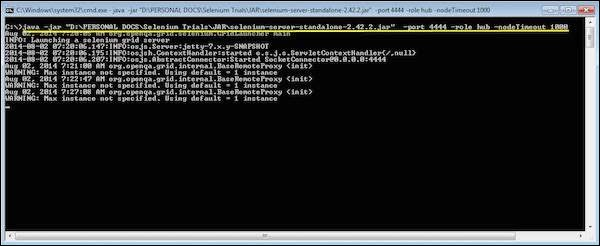 C:\Windows\system32\cmd.exe - java -jar "D:\PERSONAL DOCS\Selenium Trials\JAR\selenium-server-standalone-2.42.2.jar" -port 4444 -role hub -nodeTimeout 1000
C:\>java -jar "D:\PERSONAL DOCS\Selenium Trials\JAR\selenium-server-standalone-2.42.2.jar" -port 4444 -role hub -nodeTimeout 1000
Aug 02, 2014 7:20:06 AM org.openqa.grid.selenium.GridLauncher main
INFO: Launching a selenium grid server
2014-08-02 07:20:06.147:INFO:osjs.Server:jetty-7.x.y-SNAPSHOT
2014-08-02 07:20:06.175:INFO:osjsh.ContextHandler:started o.s.j.s.ServletContextHandler{/,null}
2014-08-02 07:20:06.207:INFO:osjs.AbstractConnector:Started SocketConnector@0.0.0.0:4444
Aug 02, 2014 7:21:00 AM org.openqa.grid.internal.BaseRemoteProxy <init>
WARNING: Max instance not specified. Using default = 1 instance
Aug 02, 2014 7:22:47 AM org.openqa.grid.internal.BaseRemoteProxy <init>
WARNING: Max instance not specified. Using default = 1 instance
Aug 02, 2014 7:27:08 AM org.openqa.grid.internal.BaseRemoteProxy <init>
WARNING: Max instance not specified. Using default = 1 instance